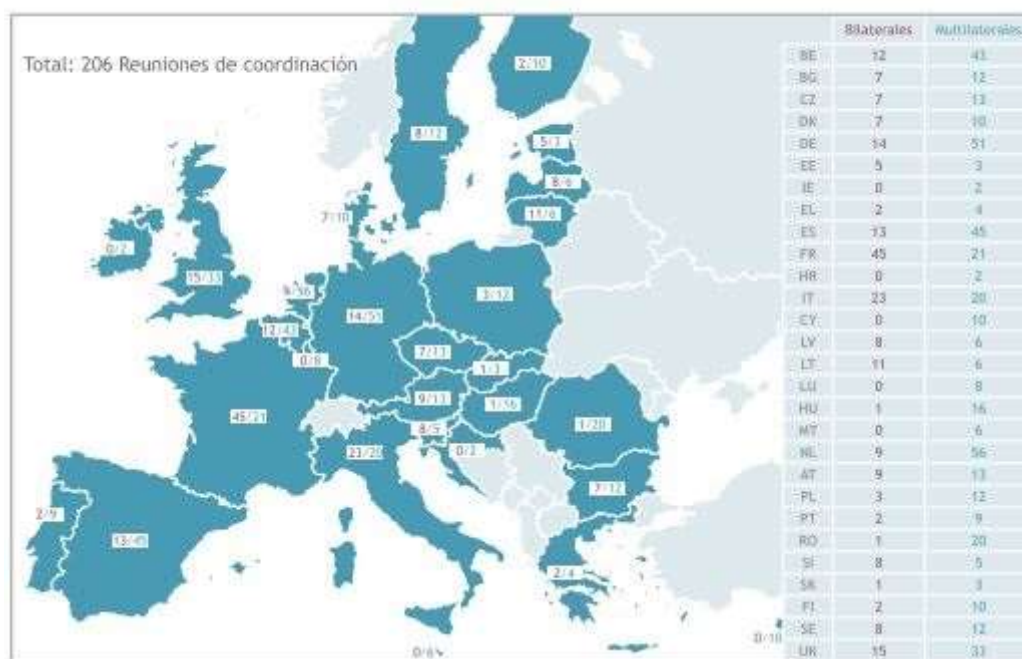 Total: 206 Reuniones de coordinación
Bilaterales Multilaterales
BE 12 43
BG 7 12
CZ 7 13
DK 7 10
DE 14 51
EE 5 3
IE 0 2
EL 2 4
ES 13 45
FR 45 21
HR 0 2
IT 23 20
CY 0 10
LV 8 6
LT 11 6
LU 0 8
HU 1 16
MT 0 6
NL 9 56
AT 9 13
PL 3 12
PT 2 9
RO 1 20
SI 8 5
SK 1 3
FI 2 10
SE 8 12
UK 15 33
2/10
8/12
8/6
11/6
7/10
0/2
15/33
3/12
14/51
12/43
0/8
7/13
1/3
9/13
1/16
45/21
8/5
1/20
23/20
0/2
7/12
2/9
13/45
2/4
0/10
0/6